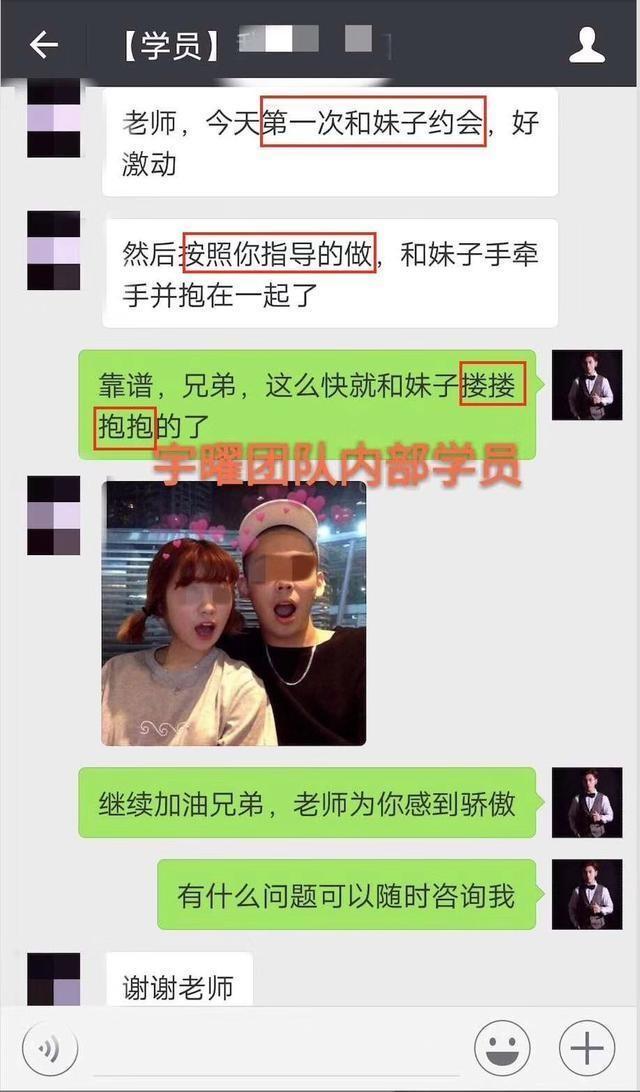 【学员】
老师，今天第一次和妹子约会，好
激动
然后按照你指导的做，和妹子手牵
手并抱在一起了
靠谱，兄弟，这么快就和妹子搂搂
抱抱的了
宇曜团队内部学员
继续加油兄弟，老师为你感到骄傲
有什么问题可以随时咨询我
谢谢老师